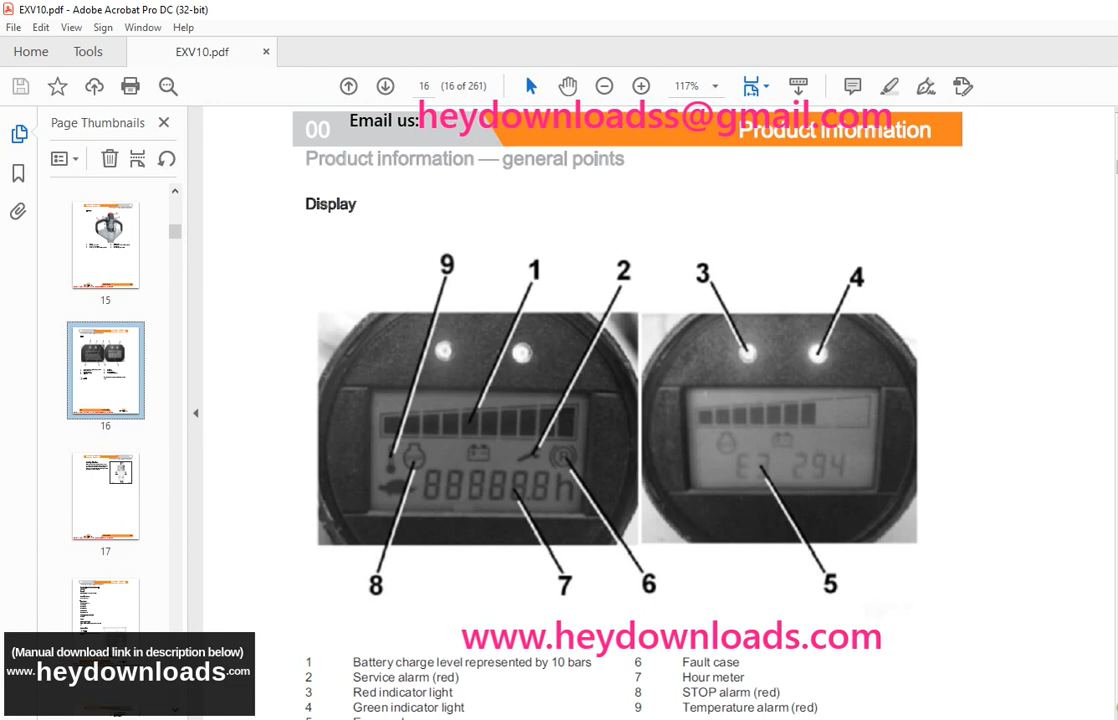 EXV10.pdf - Adobe Acrobat Pro DC (32-bit)
File Edit View Sign Window Help
Home Tools EXV10.pdf ×
16 (16 of 261) 117%
Page Thumbnails
15
16
17
Email us: heydownloadss@gmail.com
00 Product information
Product information — general points
Display
9 1 2 3 4
88888.8h
E2 294
8 7 6 5
www.heydownloads.com
1 Battery charge level represented by 10 bars
2 Service alarm (red)
3 Red indicator light
4 Green indicator light
6 Fault case
7 Hour meter
8 STOP alarm (red)
9 Temperature alarm (red)
(Manual download link in description below)
www.heydownloads.com